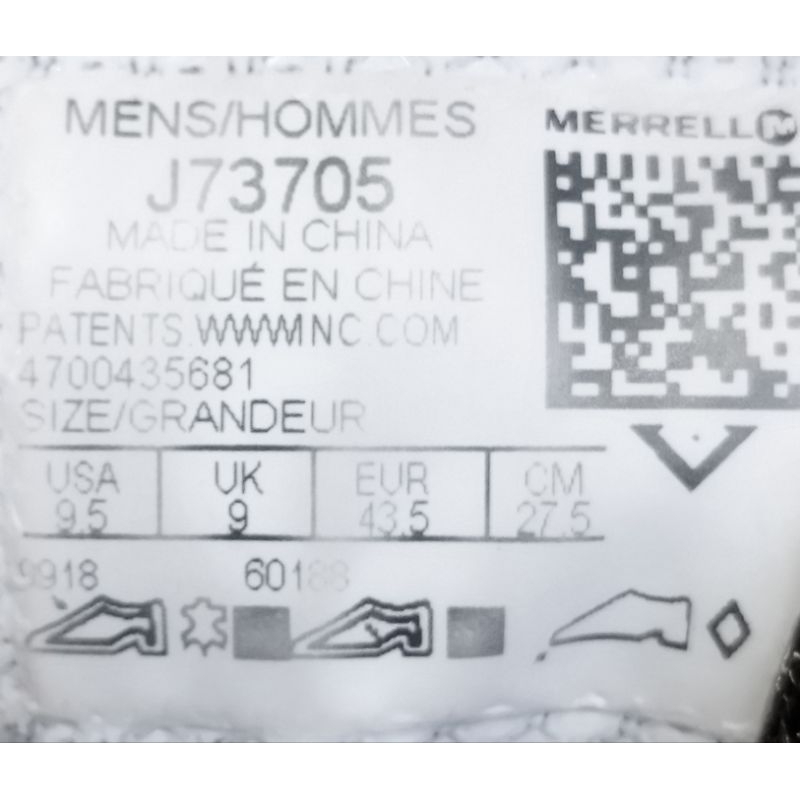 MENS/HOMMES
MERRELL
J73705
MADE IN CHINA
FABRIQUÉ EN CHINE
PATENTS.WWWMNC.COM
4700435681
SIZE/GRANDEUR
USA UK EUR CM
9.5 9 43.5 27.5
9918 60188